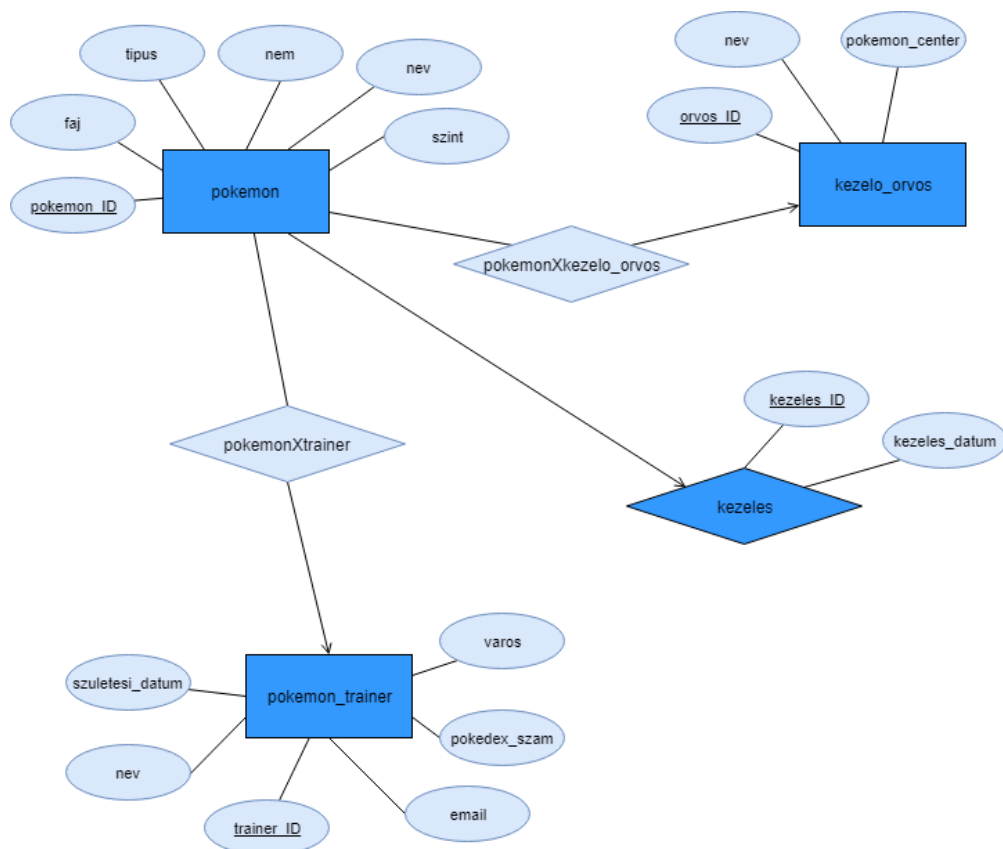 tipus
nem
nev
faj
szint
pokemon_ID
pokemon
nev
pokemon_center
orvos_ID
kezelo_orvos
pokemonXkezelo_orvos
pokemonXtrainer
kezeles_ID
kezeles_datum
kezeles
szuletesi_datum
varos
pokemon_trainer
nev
pokedex_szam
trainer_ID
email